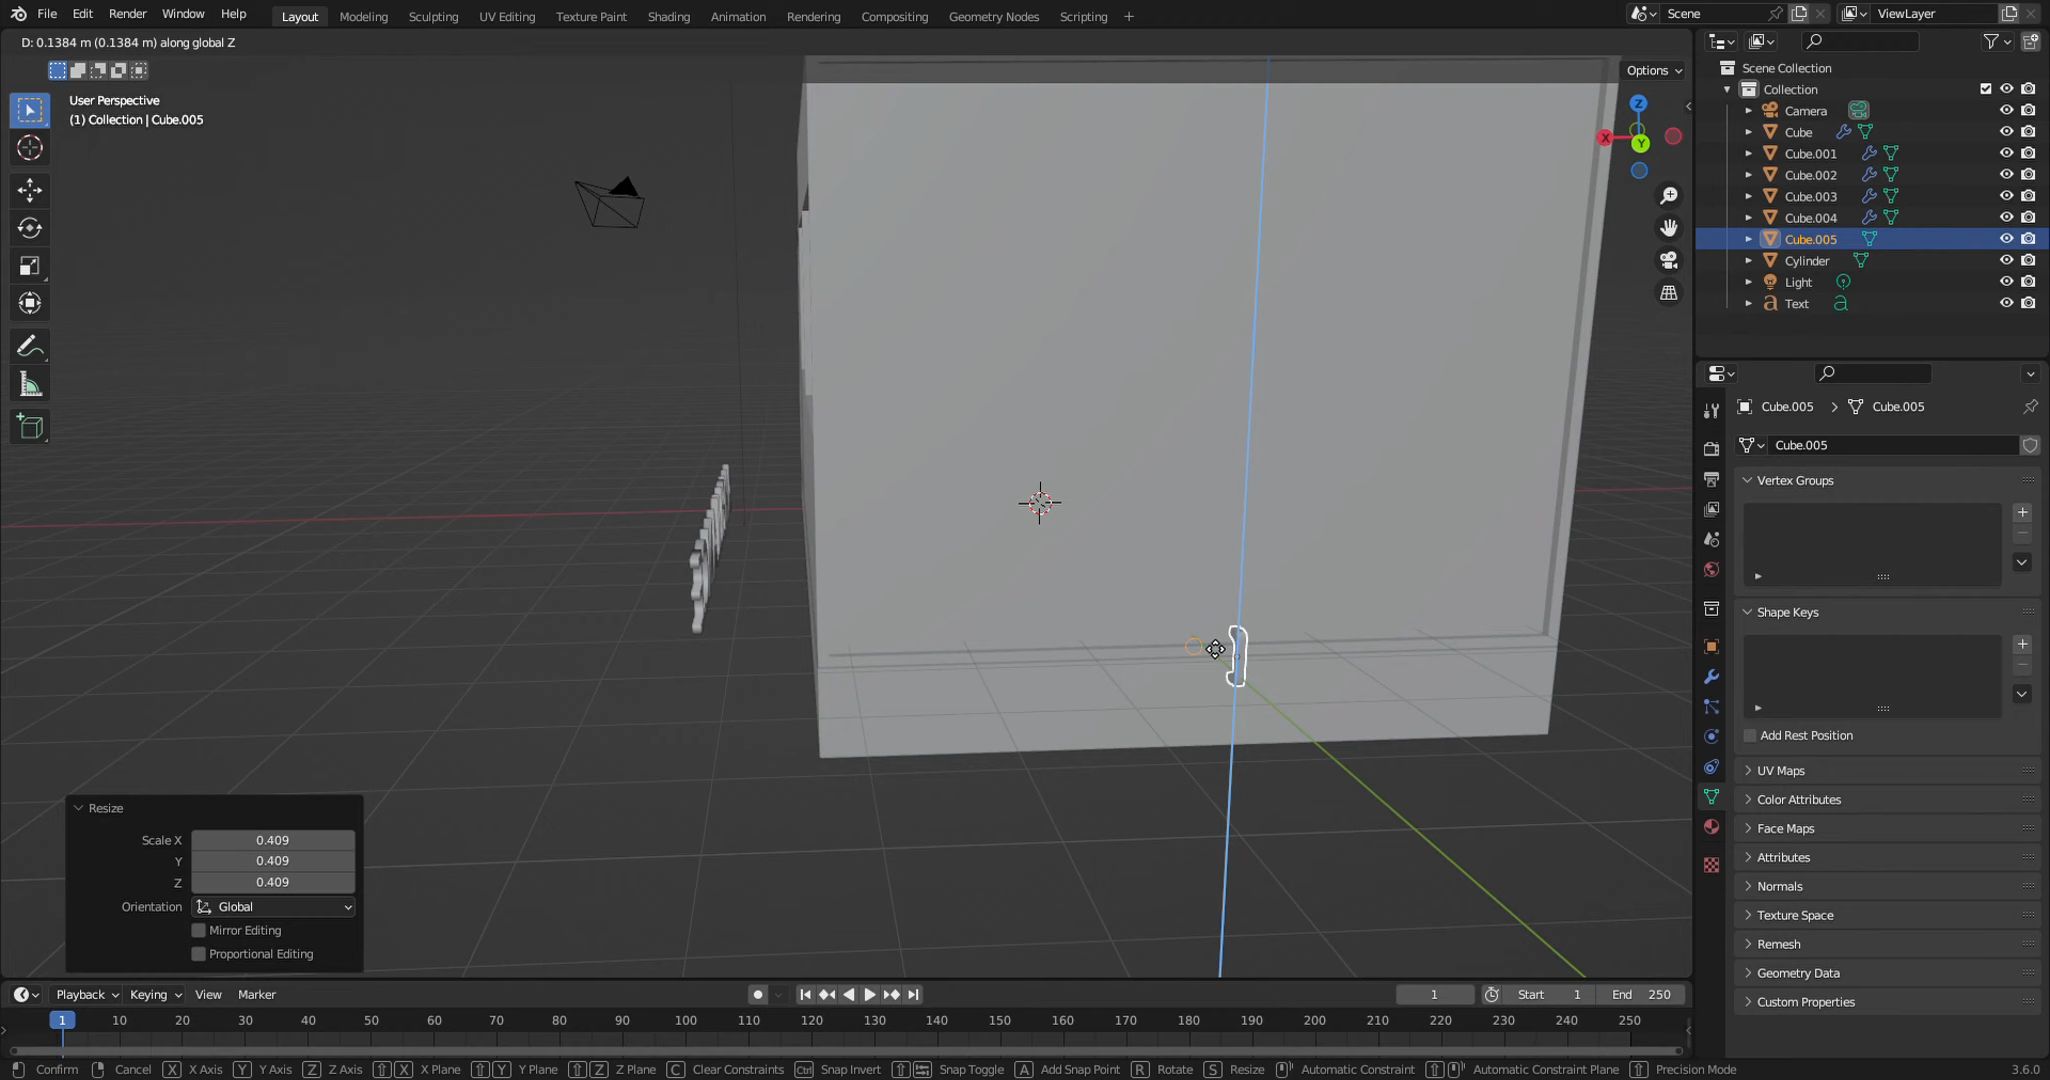 File Edit Render Window Help Layout Modeling Sculpting UV Editing Texture Paint Shading Animation Rendering Compositing Geometry Nodes Scripting + Scene ViewLayer
D: 0.1384 m (0.1384 m) along global Z
Options
User Perspective
(1) Collection | Cube.005
Z
X
Y
Scene Collection
Collection
Camera
Cube
Cube.001
Cube.002
Cube.003
Cube.004
Cube.005
Cylinder
Light
Text
Cube.005 Cube.005
Cube.005
Vertex Groups
Shape Keys
Add Rest Position
UV Maps
Color Attributes
Face Maps
Attributes
Normals
Texture Space
Remesh
Geometry Data
Custom Properties
Resize
Scale X 0.409
Y 0.409
Z 0.409
Orientation Global
Mirror Editing
Proportional Editing
Playback Keying View Marker 1 Start 1 End 250
1 10 20 30 40 50 60 70 80 90 100 110 120 130 140 150 160 170 180 190 200 210 220 230 240 250
Confirm Cancel X X Axis Y Y Axis Z Z Axis X X Plane Y Y Plane Z Z Plane C Clear Constraints Ctrl Snap Invert Snap Toggle A Add Snap Point R Rotate S Resize Automatic Constraint Automatic Constraint Plane Precision Mode 3.6.0